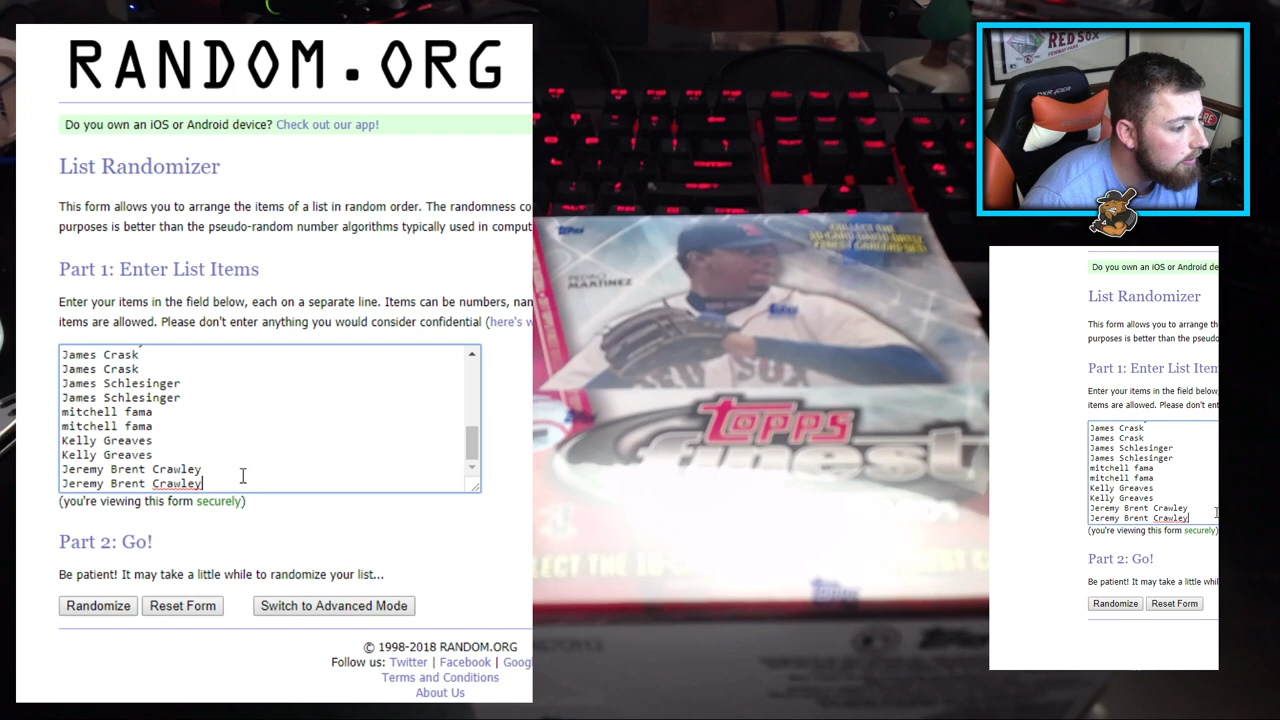 RANDOM.ORG
Do you own an iOS or Android device? Check out our app!
List Randomizer
This form allows you to arrange the items of a list in random order. The randomness co
purposes is better than the pseudo-random number algorithms typically used in comput
Part 1: Enter List Items
Enter your items in the field below, each on a separate line. Items can be numbers, nan
items are allowed. Please don't enter anything you would consider confidential (here's w
James Crask
James Crask
James Schlesinger
James Schlesinger
mitchell fama
mitchell fama
Kelly Greaves
Kelly Greaves
Jeremy Brent Crawley
Jeremy Brent Crawley
(you're viewing this form securely)
Part 2: Go!
Be patient! It may take a little while to randomize your list...
Randomize Reset Form Switch to Advanced Mode
© 1998-2018 RANDOM.ORG
Follow us: Twitter | Facebook | Goog
Terms and Conditions
About Us
Topps
PEDRO
MARTINEZ
RED SOX
Topps
finest
Topps
RED SOX
FENWAY PARK
DXRACER
Do you own an iOS or Android de
List Randomizer
This form allows you to arrange th
purposes is better than the pseudo
Part 1: Enter List Item
Enter your items in the field below,
items are allowed. Please don't ent
James Crask
James Crask
James Schlesinger
James Schlesinger
mitchell fama
mitchell fama
Kelly Greaves
Kelly Greaves
Jeremy Brent Crawley
Jeremy Brent Crawley
(you're viewing this form securely)
Part 2: Go!
Be patient! It may take a little whil
Randomize Reset Form